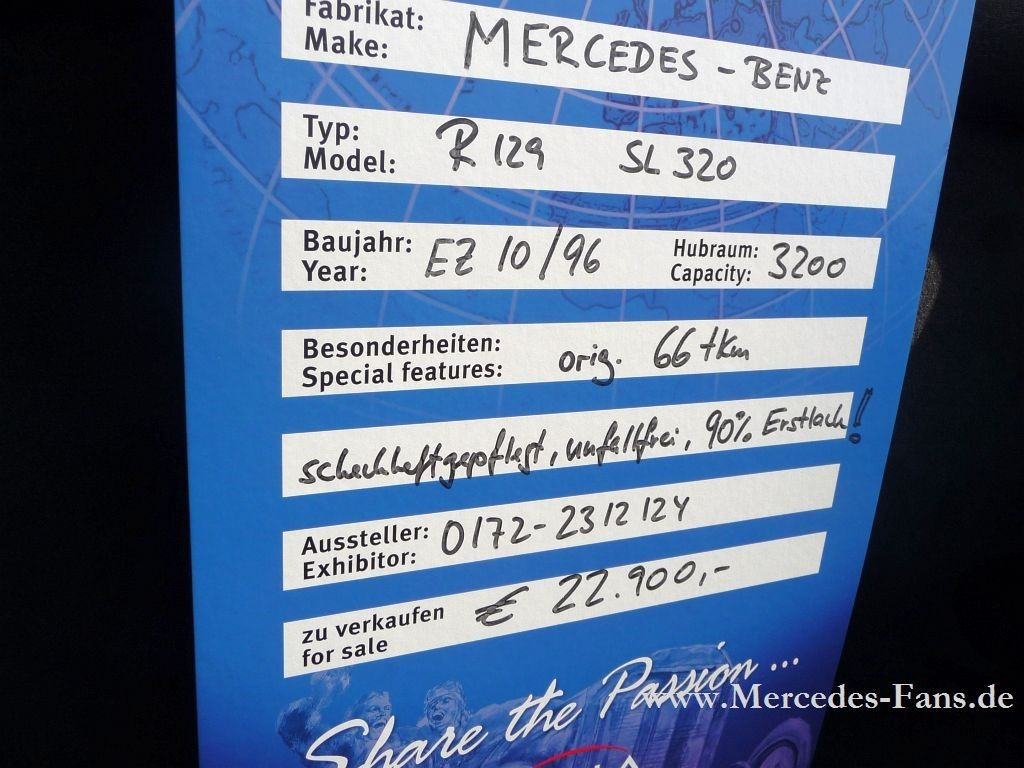 Fabrikat:
Make: MERCEDES - BENZ
Typ:
Model: R 129 SL 320
Baujahr: Hubraum:
Year: EZ 10/96 Capacity: 3200
Besonderheiten:
Special features: orig. 66 tkm
scheckheftgepflegt, unfallfrei, 90% Erstlack!
Aussteller:
Exhibitor: 0172-2312124
zu verkaufen
for sale € 22.900,-
Share the Passion...
www.Mercedes-Fans.de